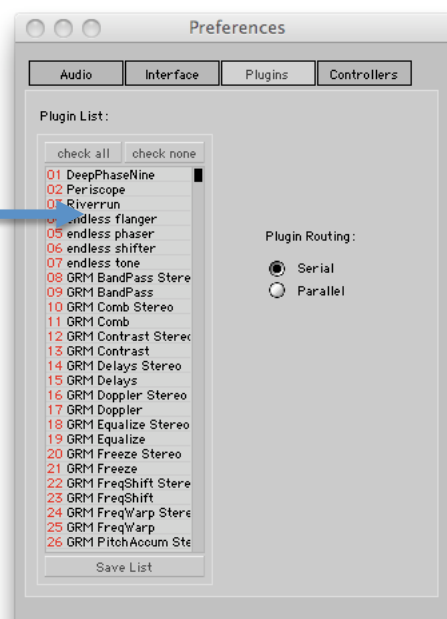 Preferences
Audio Interface Plugins Controllers
Plugin List:
check all check none
01 DeepPhaseNine
02 Periscope
03 Riverrun
endless flanger
05 endless phaser
06 endless shifter
07 endless tone
08 GRM BandPass Stere
09 GRM BandPass
10 GRM Comb Stereo
11 GRM Comb
12 GRM Contrast Stereo
13 GRM Contrast
14 GRM Delays Stereo
15 GRM Delays
16 GRM Doppler Stereo
17 GRM Doppler
18 GRM Equalize Stereo
19 GRM Equalize
20 GRM Freeze Stereo
21 GRM Freeze
22 GRM FreqShift Stere
23 GRM FreqShift
24 GRM FreqWarp Stere
25 GRM FreqWarp
26 GRM PitchAccum Ste
Save List
Plugin Routing:
Serial
Parallel